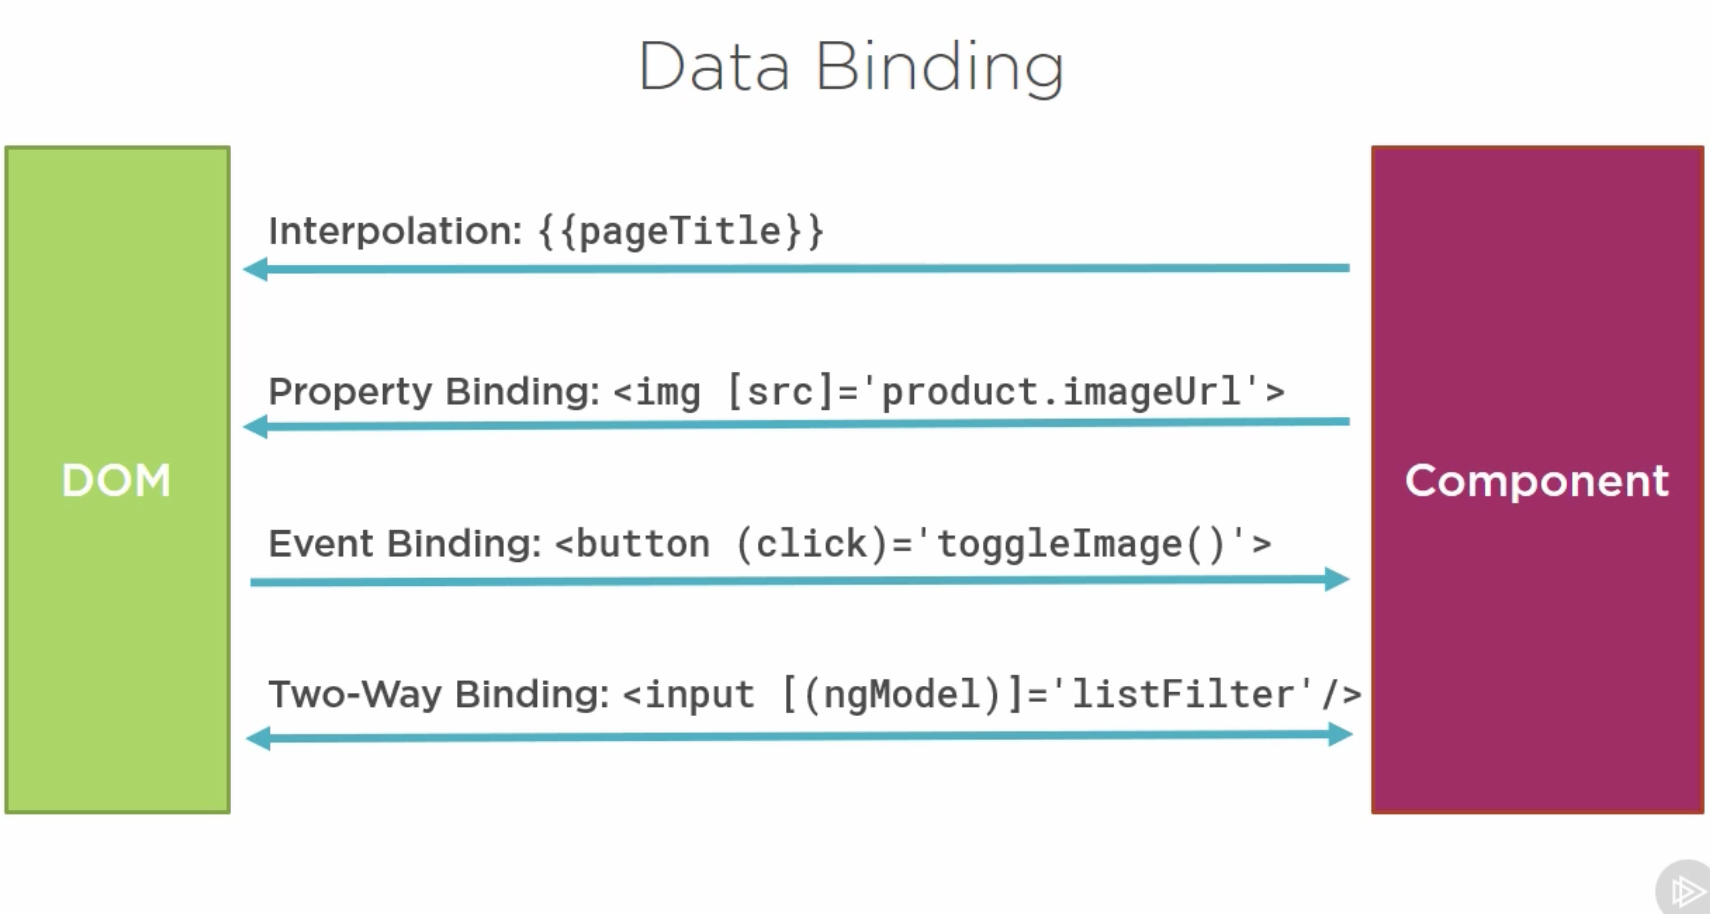 Data Binding
Interpolation: {{pageTitle}}
Property Binding: <img [src]='product.imageUrl'>
DOM
Component
Event Binding: <button (click)='toggleImage()'>
Two-Way Binding: <input [(ngModel)]='listFilter'/>